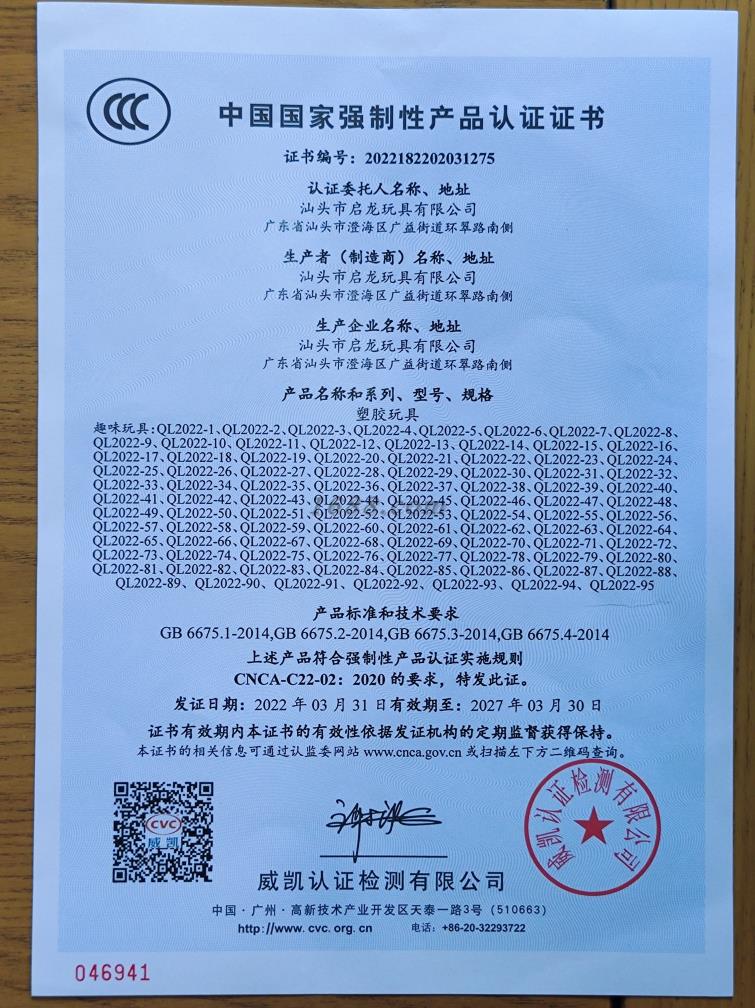 中国国家强制性产品认证证书
证书编号：2022182202031275
认证委托人名称、地址
汕头市启龙玩具有限公司
广东省汕头市澄海区广益街道环翠路南侧
生产者（制造商）名称、地址
汕头市启龙玩具有限公司
广东省汕头市澄海区广益街道环翠路南侧
生产企业名称、地址
汕头市启龙玩具有限公司
广东省汕头市澄海区广益街道环翠路南侧
产品名称和系列、型号、规格
塑胶玩具
趣味玩具：QL2022-1、QL2022-2、QL2022-3、QL2022-4、QL2022-5、QL2022-6、QL2022-7、QL2022-8、
QL2022-9、QL2022-10、QL2022-11、QL2022-12、QL2022-13、QL2022-14、QL2022-15、QL2022-16、
QL2022-17、QL2022-18、QL2022-19、QL2022-20、QL2022-21、QL2022-22、QL2022-23、QL2022-24、
QL2022-25、QL2022-26、QL2022-27、QL2022-28、QL2022-29、QL2022-30、QL2022-31、QL2022-32、
QL2022-33、QL2022-34、QL2022-35、QL2022-36、QL2022-37、QL2022-38、QL2022-39、QL2022-40、
QL2022-41、QL2022-42、QL2022-43、QL2022-45、QL2022-46、QL2022-47、QL2022-48、
QL2022-49、QL2022-50、QL2022-51、QL2022-53、QL2022-54、QL2022-55、QL2022-56、
QL2022-57、QL2022-58、QL2022-59、QL2022-60、QL2022-61、QL2022-62、QL2022-63、QL2022-64、
QL2022-65、QL2022-66、QL2022-67、QL2022-68、QL2022-69、QL2022-70、QL2022-71、QL2022-72、
QL2022-73、QL2022-74、QL2022-75、QL2022-76、QL2022-77、QL2022-78、QL2022-79、QL2022-80、
QL2022-81、QL2022-82、QL2022-83、QL2022-84、QL2022-85、QL2022-86、QL2022-87、QL2022-88、
QL2022-89、QL2022-90、QL2022-91、QL2022-92、QL2022-93、QL2022-94、QL2022-95
1688.com
产品标准和技术要求
GB 6675.1-2014,GB 6675.2-2014,GB 6675.3-2014,GB 6675.4-2014
上述产品符合强制性产品认证实施规则
CNCA-C22-02：2020 的要求，特发此证。
发证日期：2022 年 03 月 31 日有效期至：2027 年 03 月 30 日
证书有效期内本证书的有效性依据发证机构的定期监督获得保持。
本证书的相关信息可通过认监委网站 www.cnca.gov.cn 或扫描左下方二维码查询。
CVC
威凯
威凯认证检测有限公司
威凯认证检测有限公司
中国·广州·高新技术产业开发区天泰一路3号（510663）
http://www.cvc.org.cn 电话：+86-20-32293722
046941